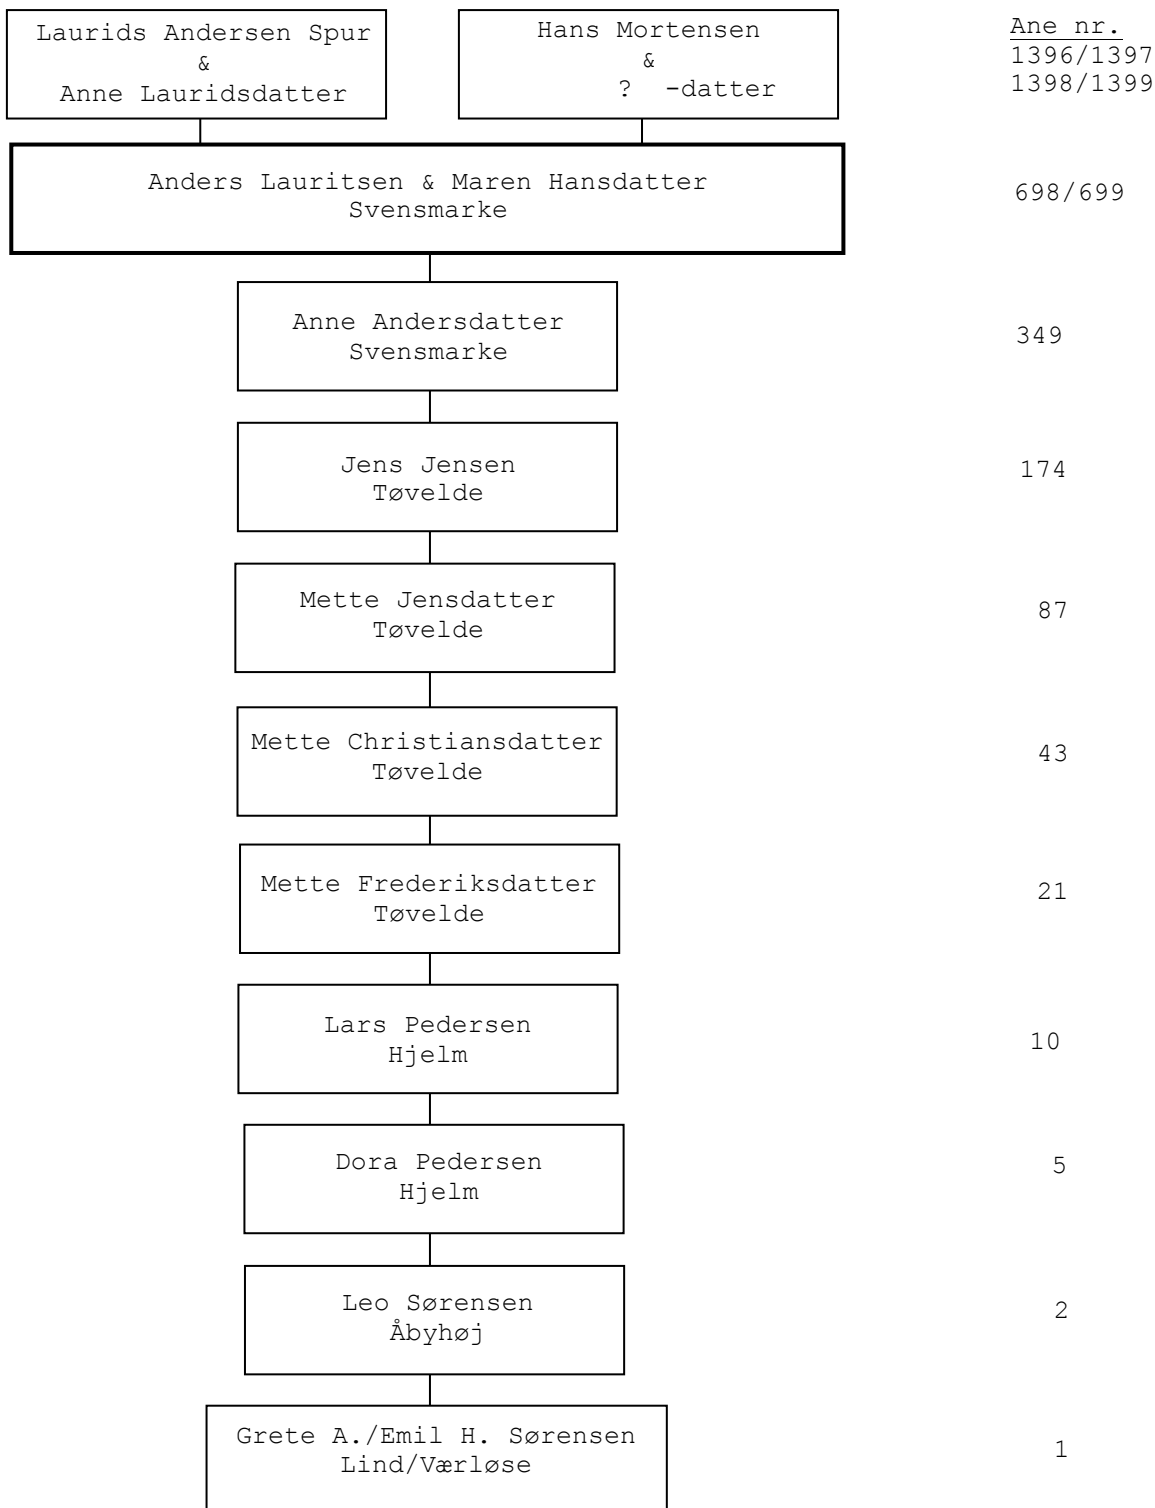 Laurids Andersen Spur
&
Anne Lauridsdatter
Hans Mortensen
&
? -datter
Ane nr.
1396/1397
1398/1399
Anders Lauritsen & Maren Hansdatter
Svensmarke
698/699
Anne Andersdatter
Svensmarke
349
Jens Jensen
Tøvelde
174
Mette Jensdatter
Tøvelde
87
Mette Christiansdatter
Tøvelde
43
Mette Frederiksdatter
Tøvelde
21
Lars Pedersen
Hjelm
10
Dora Pedersen
Hjelm
5
Leo Sørensen
Åbyhøj
2
Grete A./Emil H. Sørensen
Lind/Værløse
1